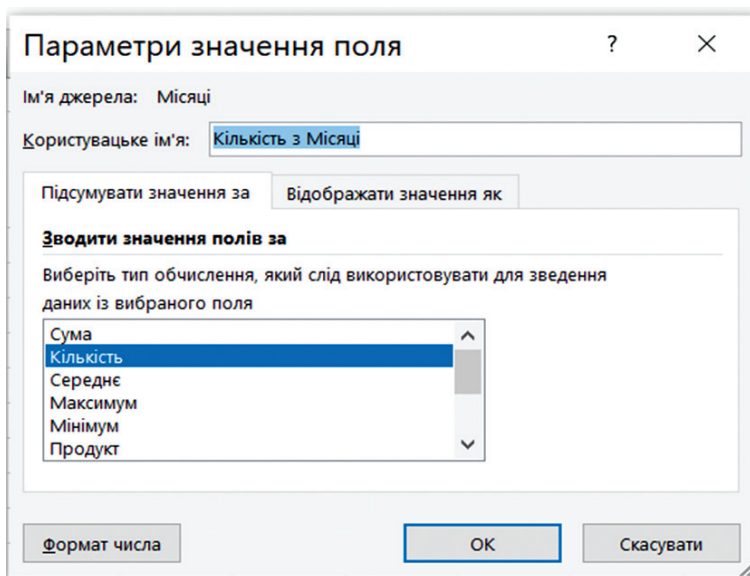 Параметри значення поля ? ×
Ім'я джерела: Місяці
Користувацьке ім'я: Кількість з Місяці
Підсумувати значення за Відображати значення як
Зводити значення полів за
Виберіть тип обчислення, який слід використовувати для зведення
даних із вибраного поля
Сума
Кількість
Середнє
Максимум
Мінімум
Продукт
Формат числа ОК Скасувати